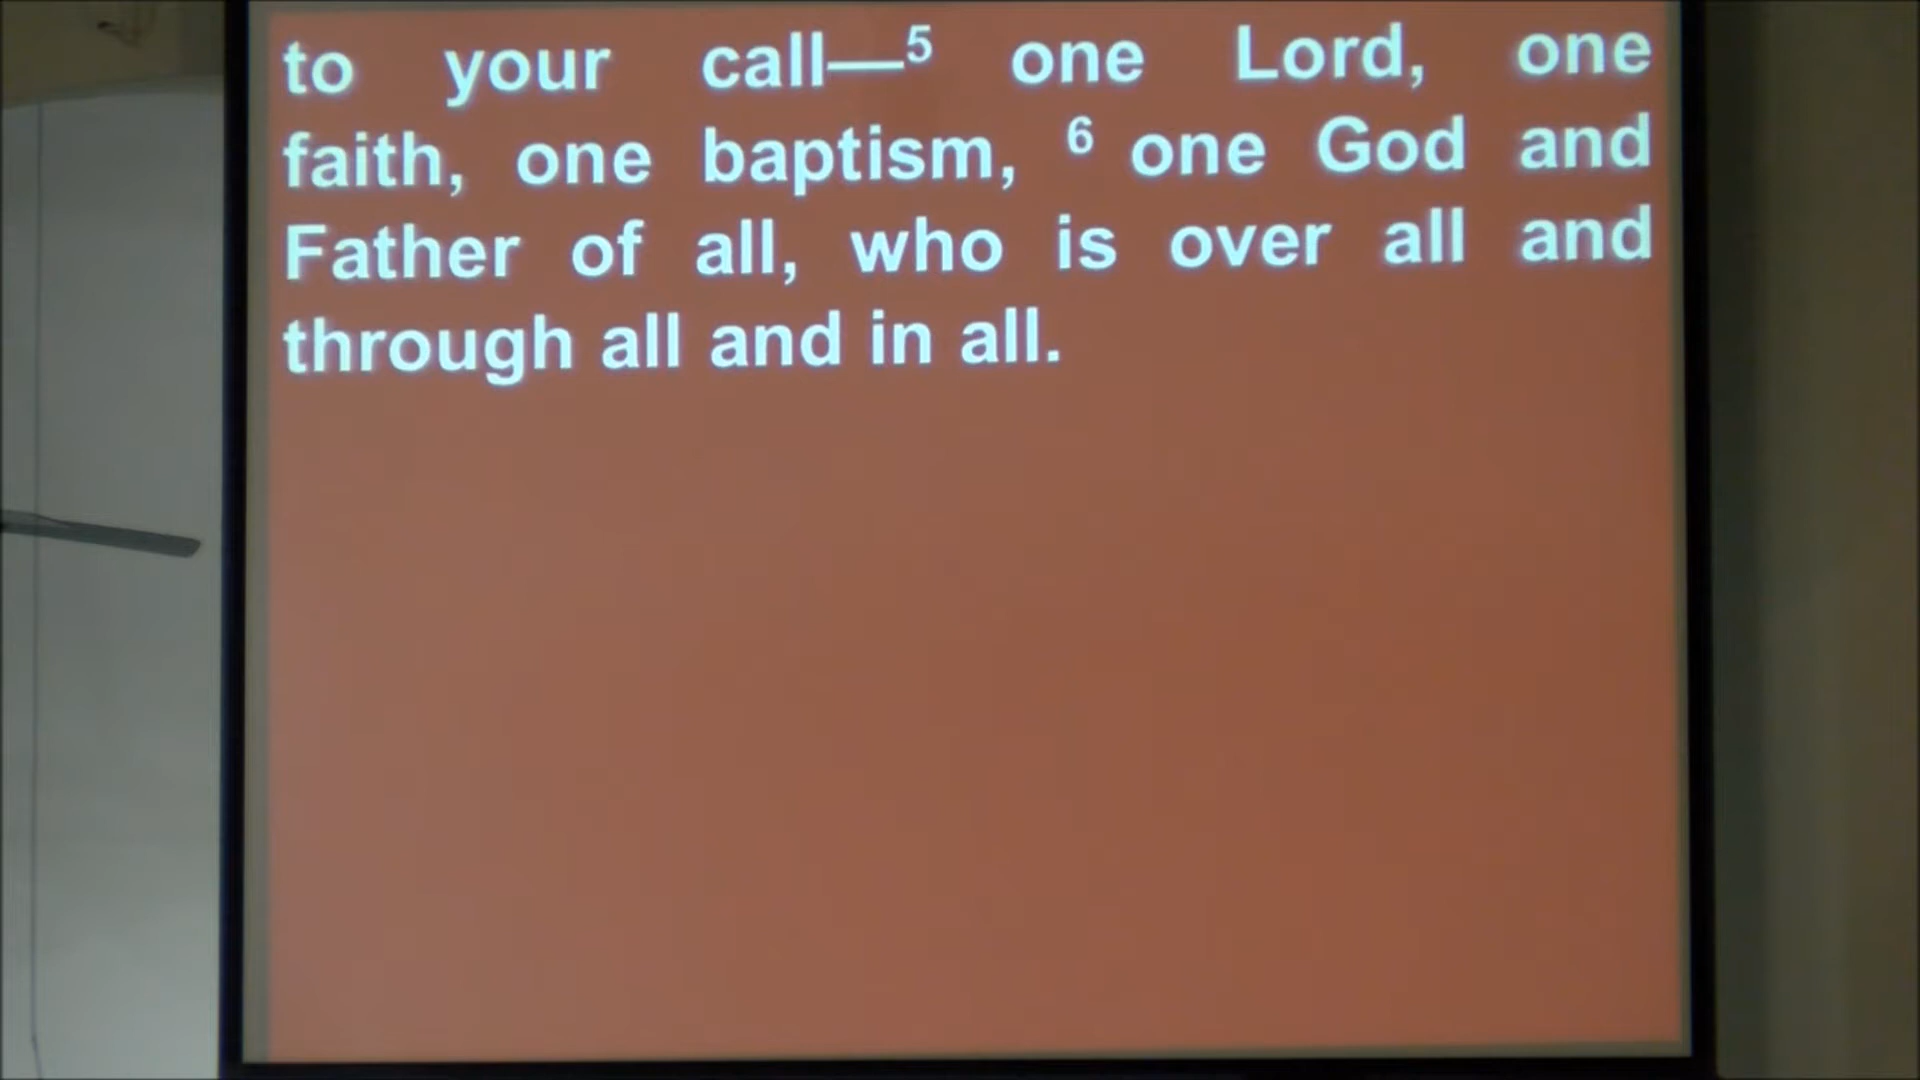 to your call—⁵ one Lord, one
faith, one baptism, ⁶ one God and
Father of all, who is over all and
through all and in all.